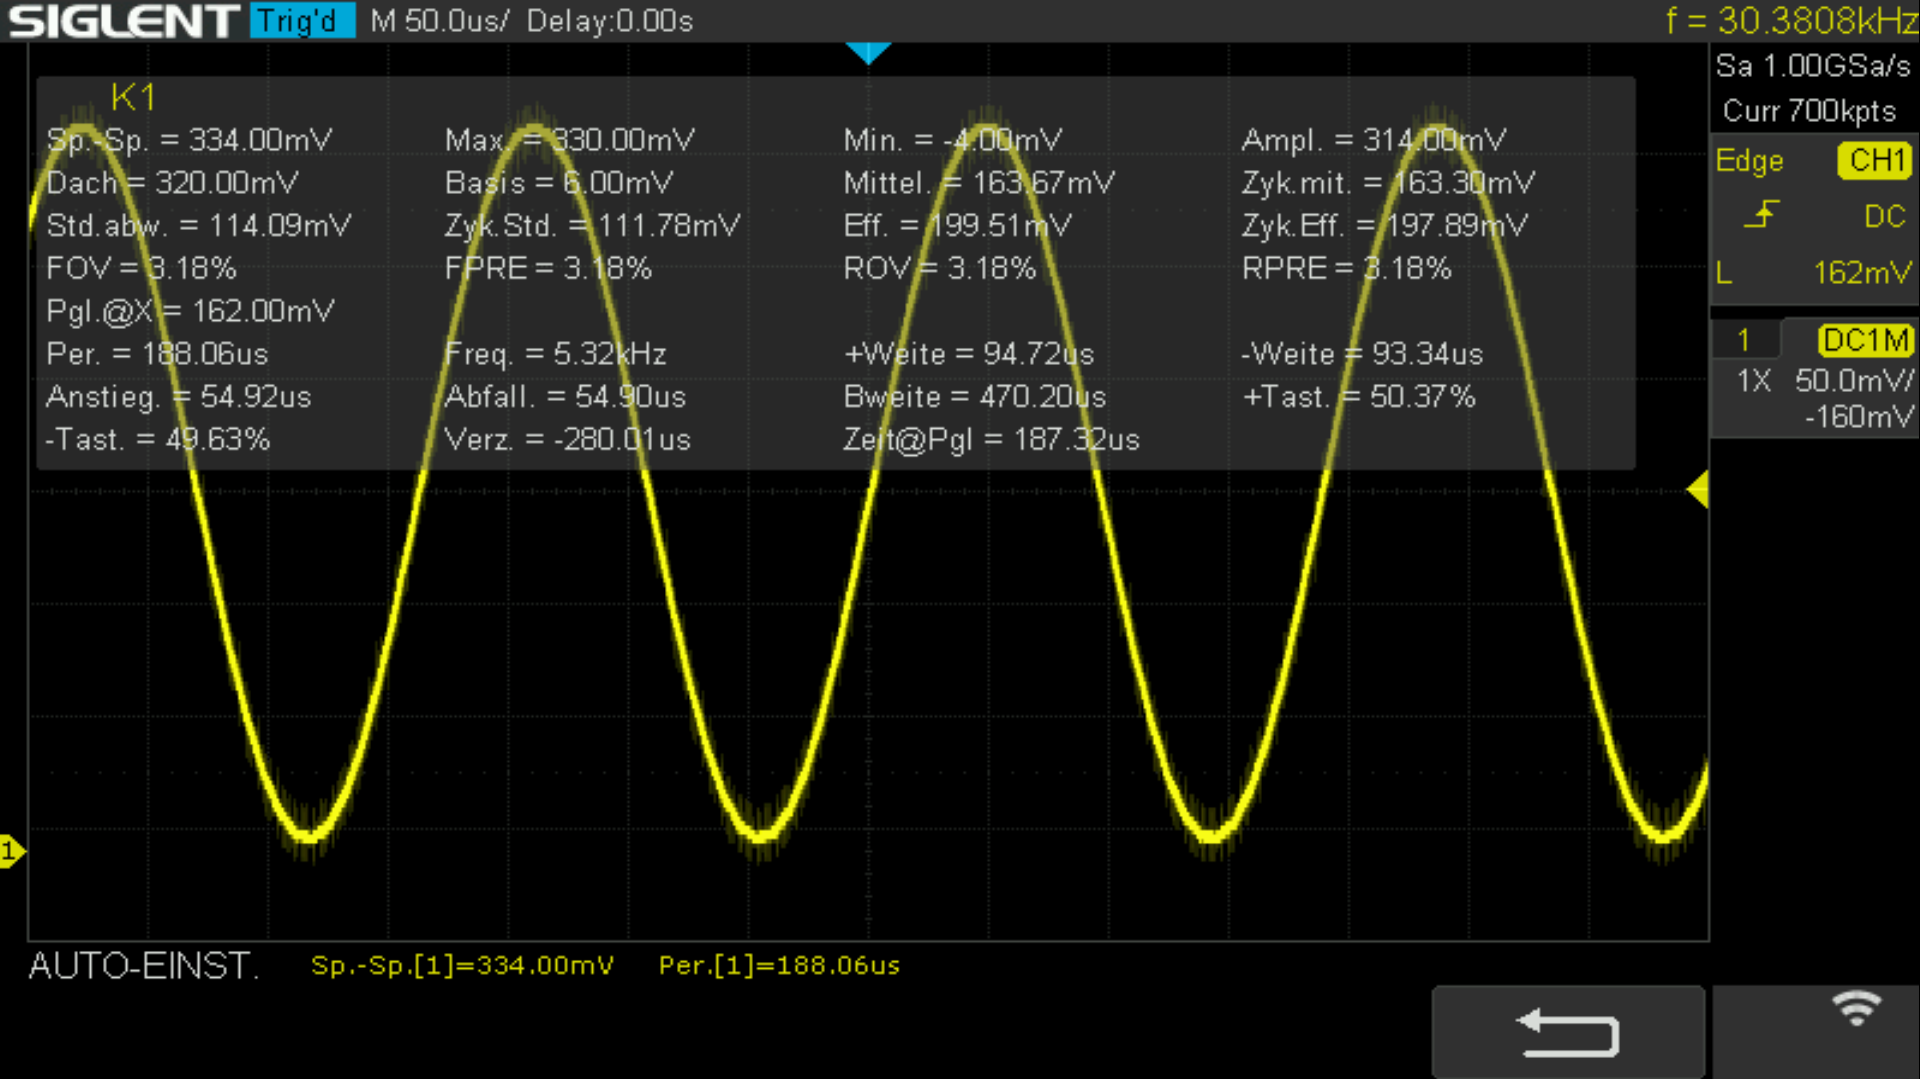 SIGLENT Trig'd M 50.0us/ Delay:0.00s f = 30.3808kHz
Sa 1.00GSa/s
Curr 700kpts
Edge CH1
DC
L 162mV
1 DC1M
1X 50.0mV/
-160mV
K1
Sp.-Sp. = 334.00mV Max. = 330.00mV Min. = -4.00mV Ampl. = 314.00mV
Dach = 320.00mV Basis = 6.00mV Mittel. = 163.67mV Zyk.mit. = 163.30mV
Std.abw. = 114.09mV Zyk.Std. = 111.78mV Eff. = 199.51mV Zyk.Eff. = 197.89mV
FOV = 3.18% FPRE = 3.18% ROV = 3.18% RPRE = 3.18%
Pgl.@X = 162.00mV
Per. = 188.06us Freq. = 5.32kHz +Weite = 94.72us -Weite = 93.34us
Anstieg. = 54.92us Abfall. = 54.90us Bweite = 470.20us +Tast. = 50.37%
-Tast. = 49.63% Verz. = -280.01us Zeit@Pgl = 187.32us
1
AUTO-EINST. Sp.-Sp.[1]=334.00mV Per.[1]=188.06us